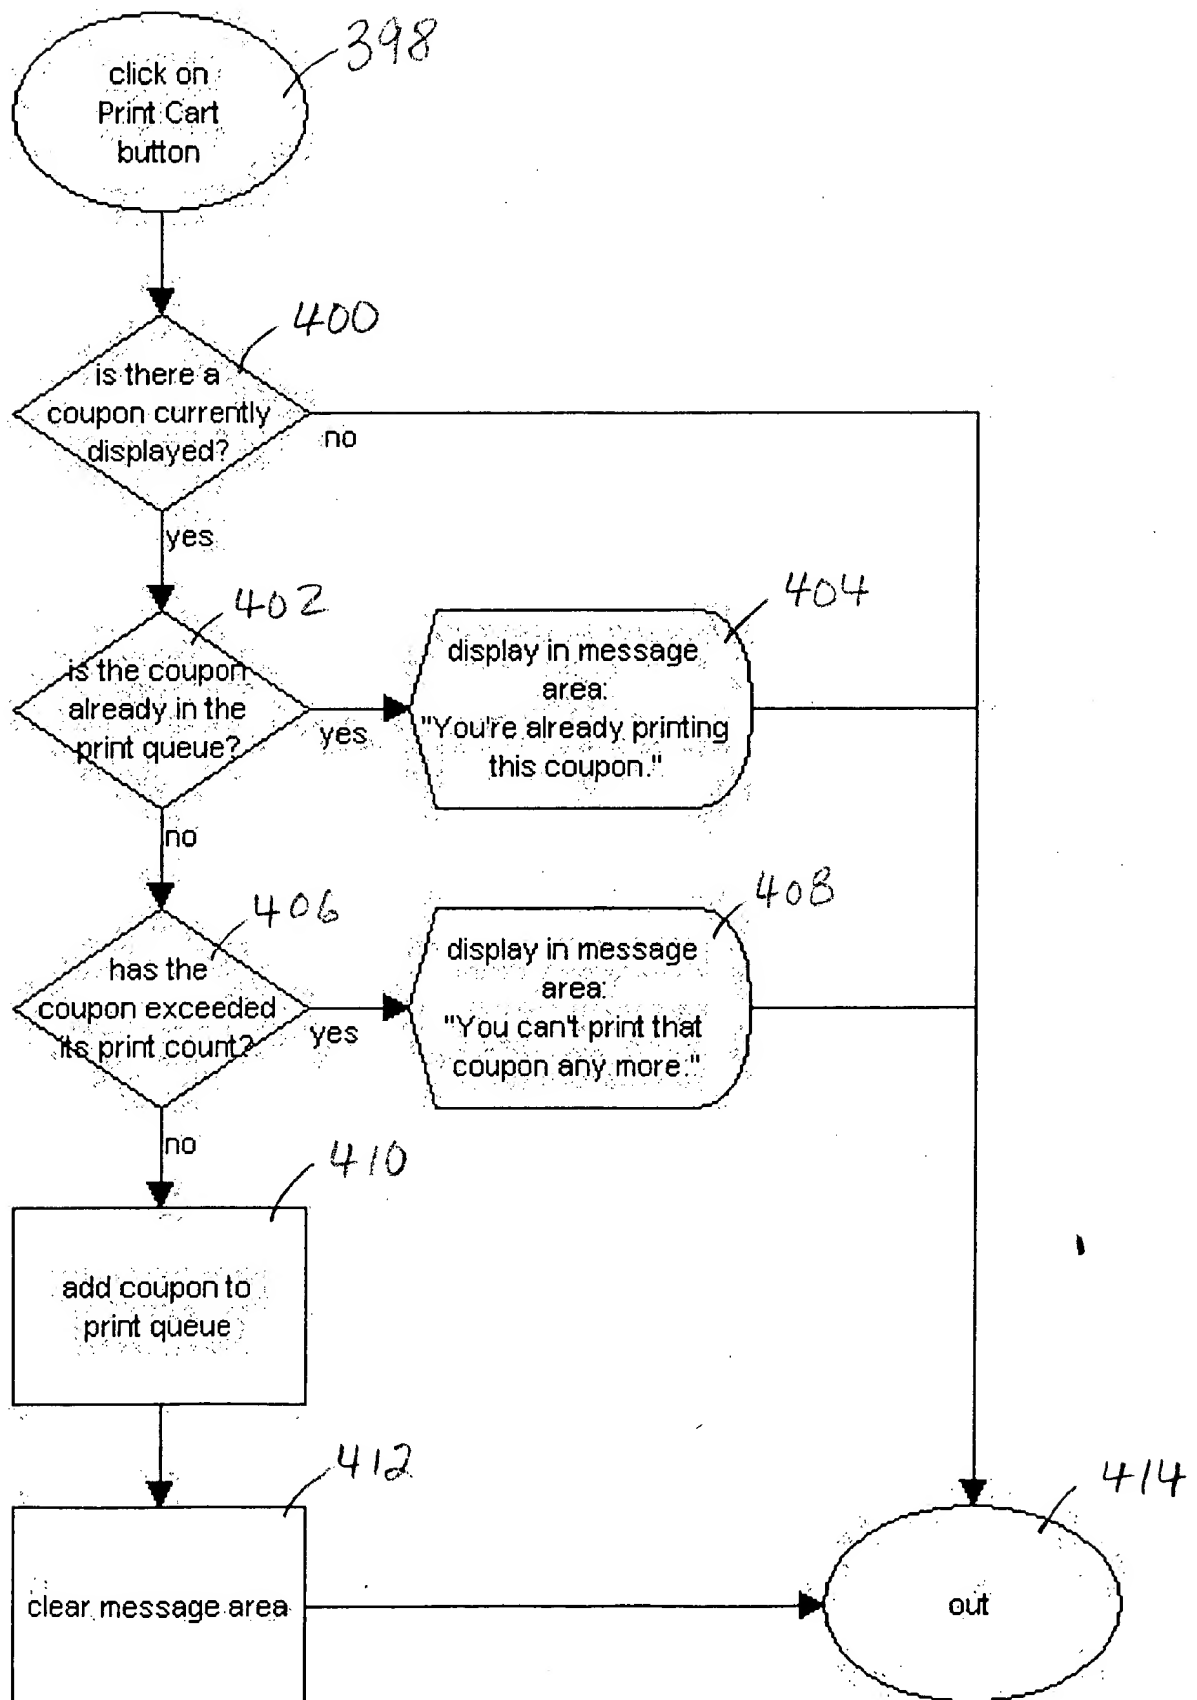 398
click on
Print Cart
button
400
is there a
coupon currently
displayed?
no
yes
402
is the coupon
already in the
print queue?
yes
404
display in message
area:
"You're already printing
this coupon."
no
406
has the
coupon exceeded
its print count?
yes
408
display in message
area:
"You can't print that
coupon any more."
no
410
add coupon to
print queue
412
clear message area
414
out